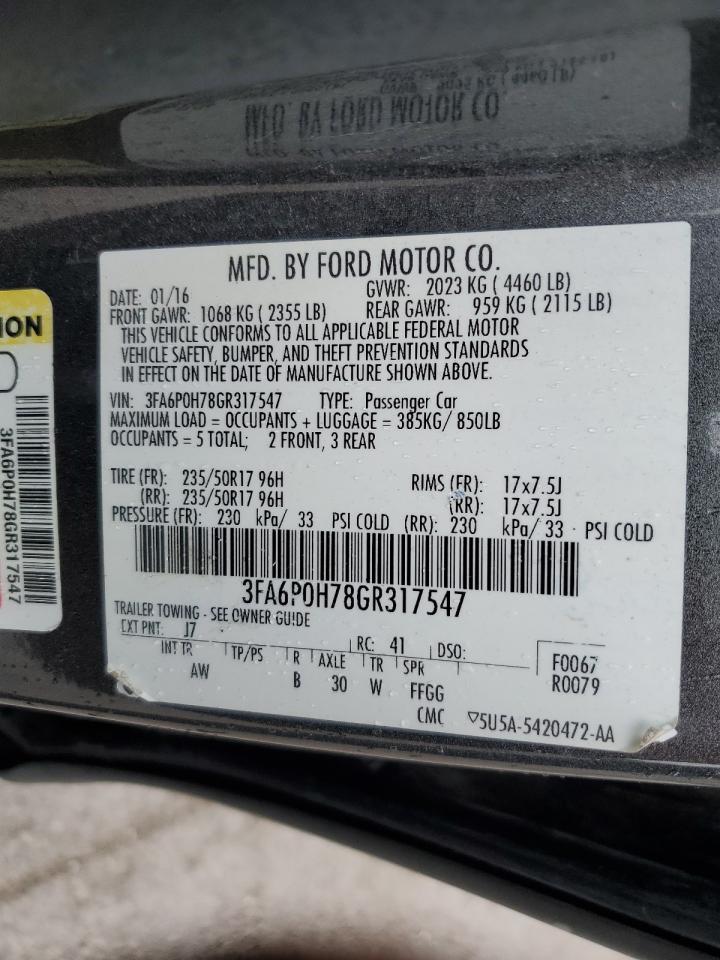 MFD. BY FORD MOTOR CO.
DATE: 01/16 GVWR: 2023 KG ( 4460 LB)
FRONT GAWR: 1068 KG ( 2355 LB) REAR GAWR: 959 KG ( 2115 LB)
THIS VEHICLE CONFORMS TO ALL APPLICABLE FEDERAL MOTOR
VEHICLE SAFETY, BUMPER, AND THEFT PREVENTION STANDARDS
IN EFFECT ON THE DATE OF MANUFACTURE SHOWN ABOVE.
VIN: 3FA6P0H78GR317547 TYPE: Passenger Car
MAXIMUM LOAD = OCCUPANTS + LUGGAGE = 385KG/ 850LB
OCCUPANTS = 5 TOTAL; 2 FRONT, 3 REAR
TIRE (FR): 235/50R17 96H RIMS (FR): 17x7.5J
(RR): 235/50R17 96H (RR): 17x7.5J
PRESSURE (FR): 230 kPa/ 33 PSI COLD (RR): 230 kPa/ 33 PSI COLD
3FA6P0H78GR317547
TRAILER TOWING - SEE OWNER GUIDE
EXT PNT: J7 RC: 41 DSO: F0067
INT TR TP/PS R AXLE TR SPR R0079
AW B 30 W FFGG
CMC ▽5U5A-5420472-AA
ION
3FA6P0H78GR317547